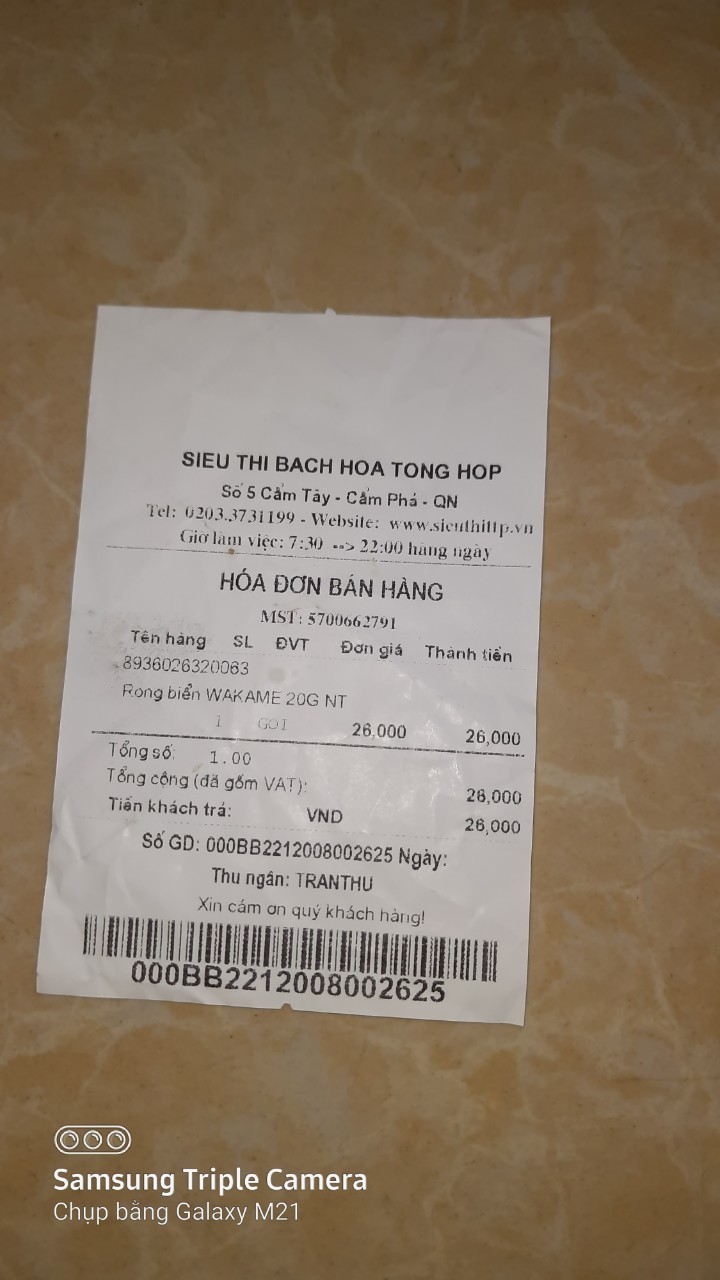 SIEU THI BACH HOA TONG HOP
Số 5 Cẩm Tây - Cẩm Phả - QN
Tel: 0203.3731199 - Website: www.sieuthittp.vn
Giờ làm việc: 7:30 --> 22:00 hàng ngày
HÓA ĐƠN BÁN HÀNG
MST: 5700662791
Tên hàng SL ĐVT Đơn giá Thành tiền
8936026320063
Rong biển WAKAME 20G NT
1 GOI 26,000 26,000
Tổng số: 1.00
Tổng cộng (đã gồm VAT): 26,000
Tiền khách trả: VND 26,000
Số GD: 000BB2212008002625 Ngày:
Thu ngân: TRANTHU
Xin cám ơn quý khách hàng!
000BB2212008002625
Samsung Triple Camera
Chụp bằng Galaxy M21